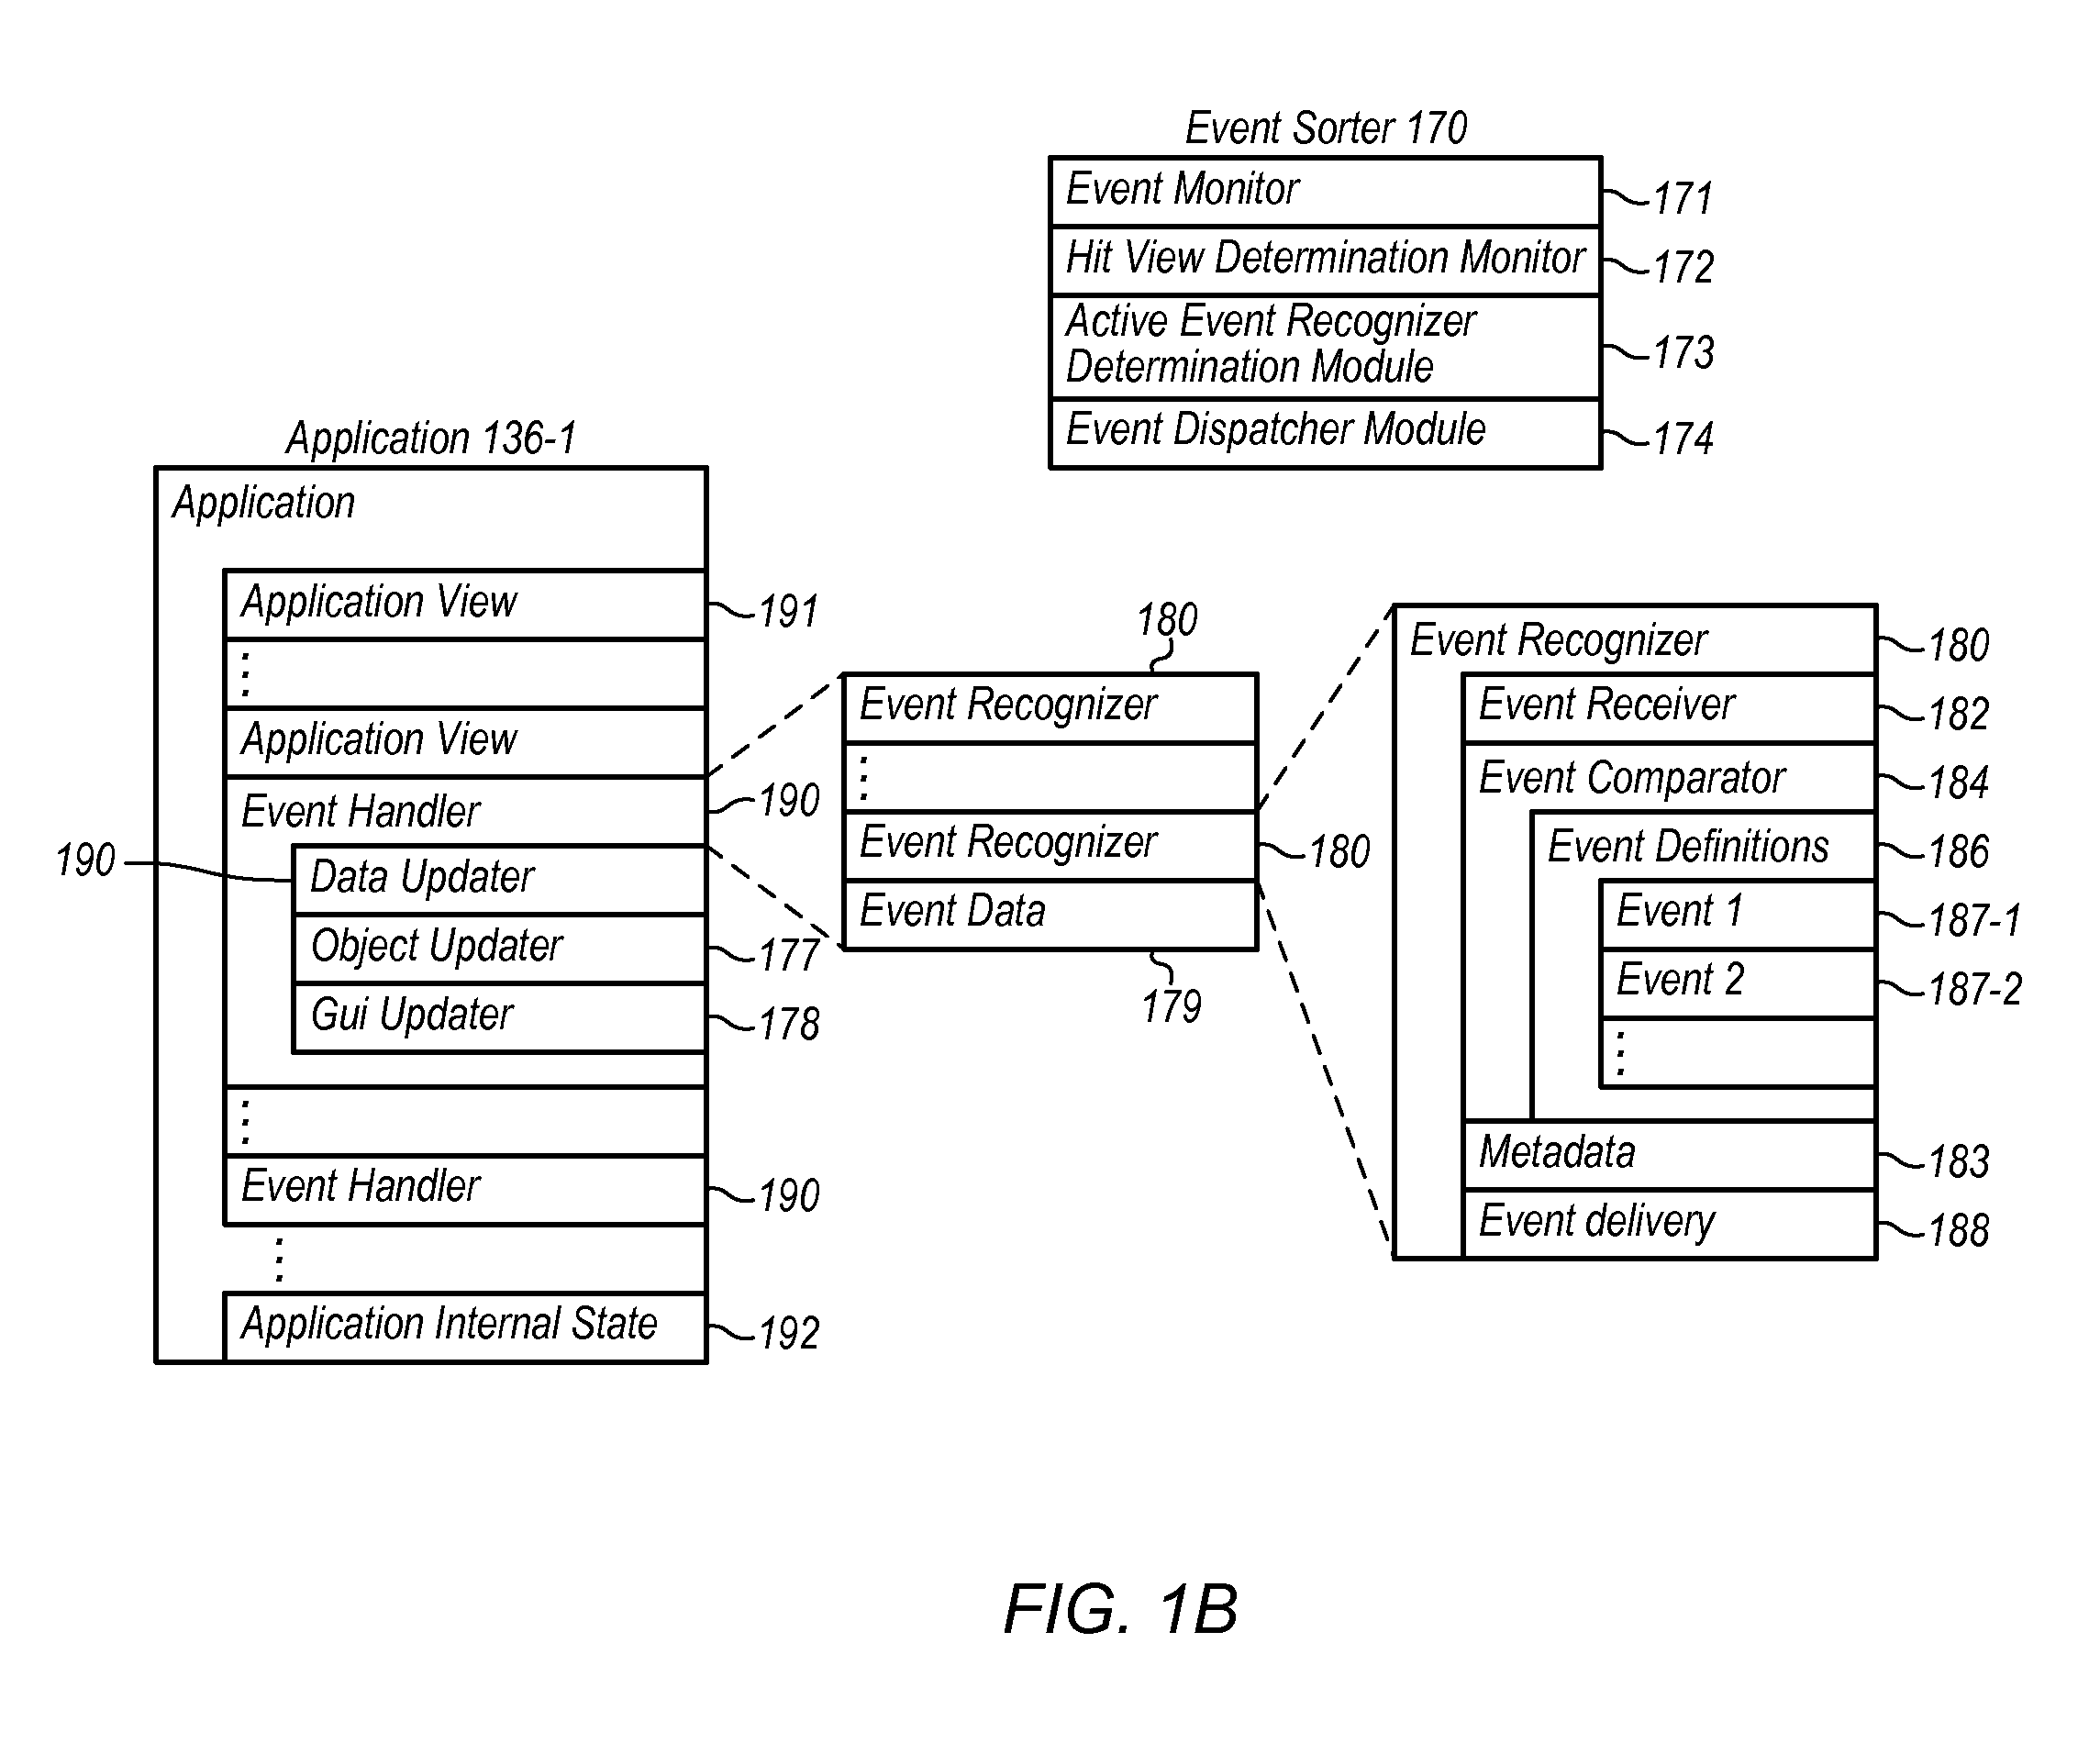 Event Sorter 170
Event Monitor
171
Hit View Determination Monitor
172
Active Event Recognizer
Determination Module
173
Event Dispatcher Module
174
Application 136-1
Application
Application View
191
Application View
Event Handler
190
190
Data Updater
Object Updater
177
Gui Updater
178
Event Handler
190
Application Internal State
192
180
Event Recognizer
Event Recognizer
180
Event Data
179
Event Recognizer
180
Event Receiver
182
Event Comparator
184
Event Definitions
186
Event 1
187-1
Event 2
187-2
Metadata
183
Event delivery
188
FIG. 1B